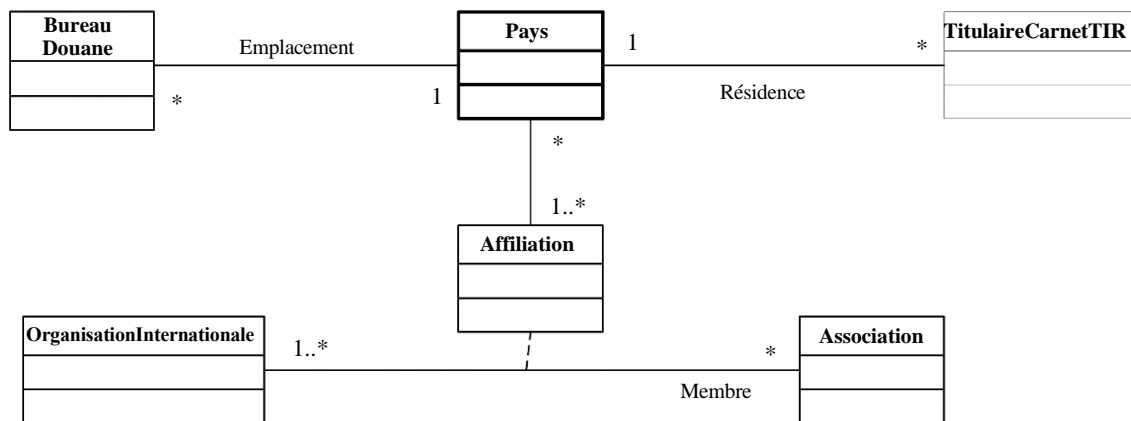 Bureau
Douane
Emplacement
Pays
1
*
TitulaireCarnetTIR
*
1
Résidence
*
1..*
Affiliation
OrganisationInternationale
1..*
*
Association
Membre